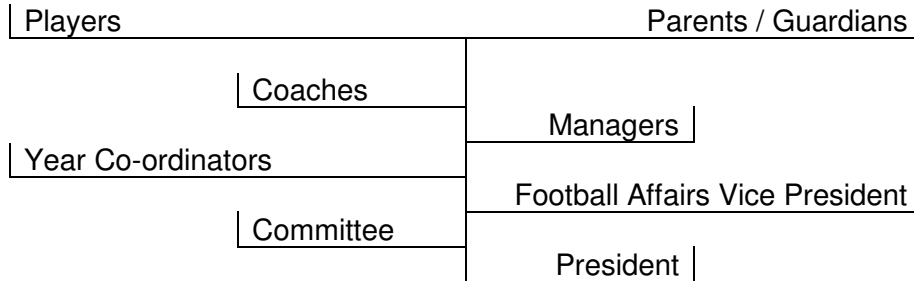 Players Parents / Guardians
Coaches
Managers
Year Co-ordinators
Football Affairs Vice President
Committee
President